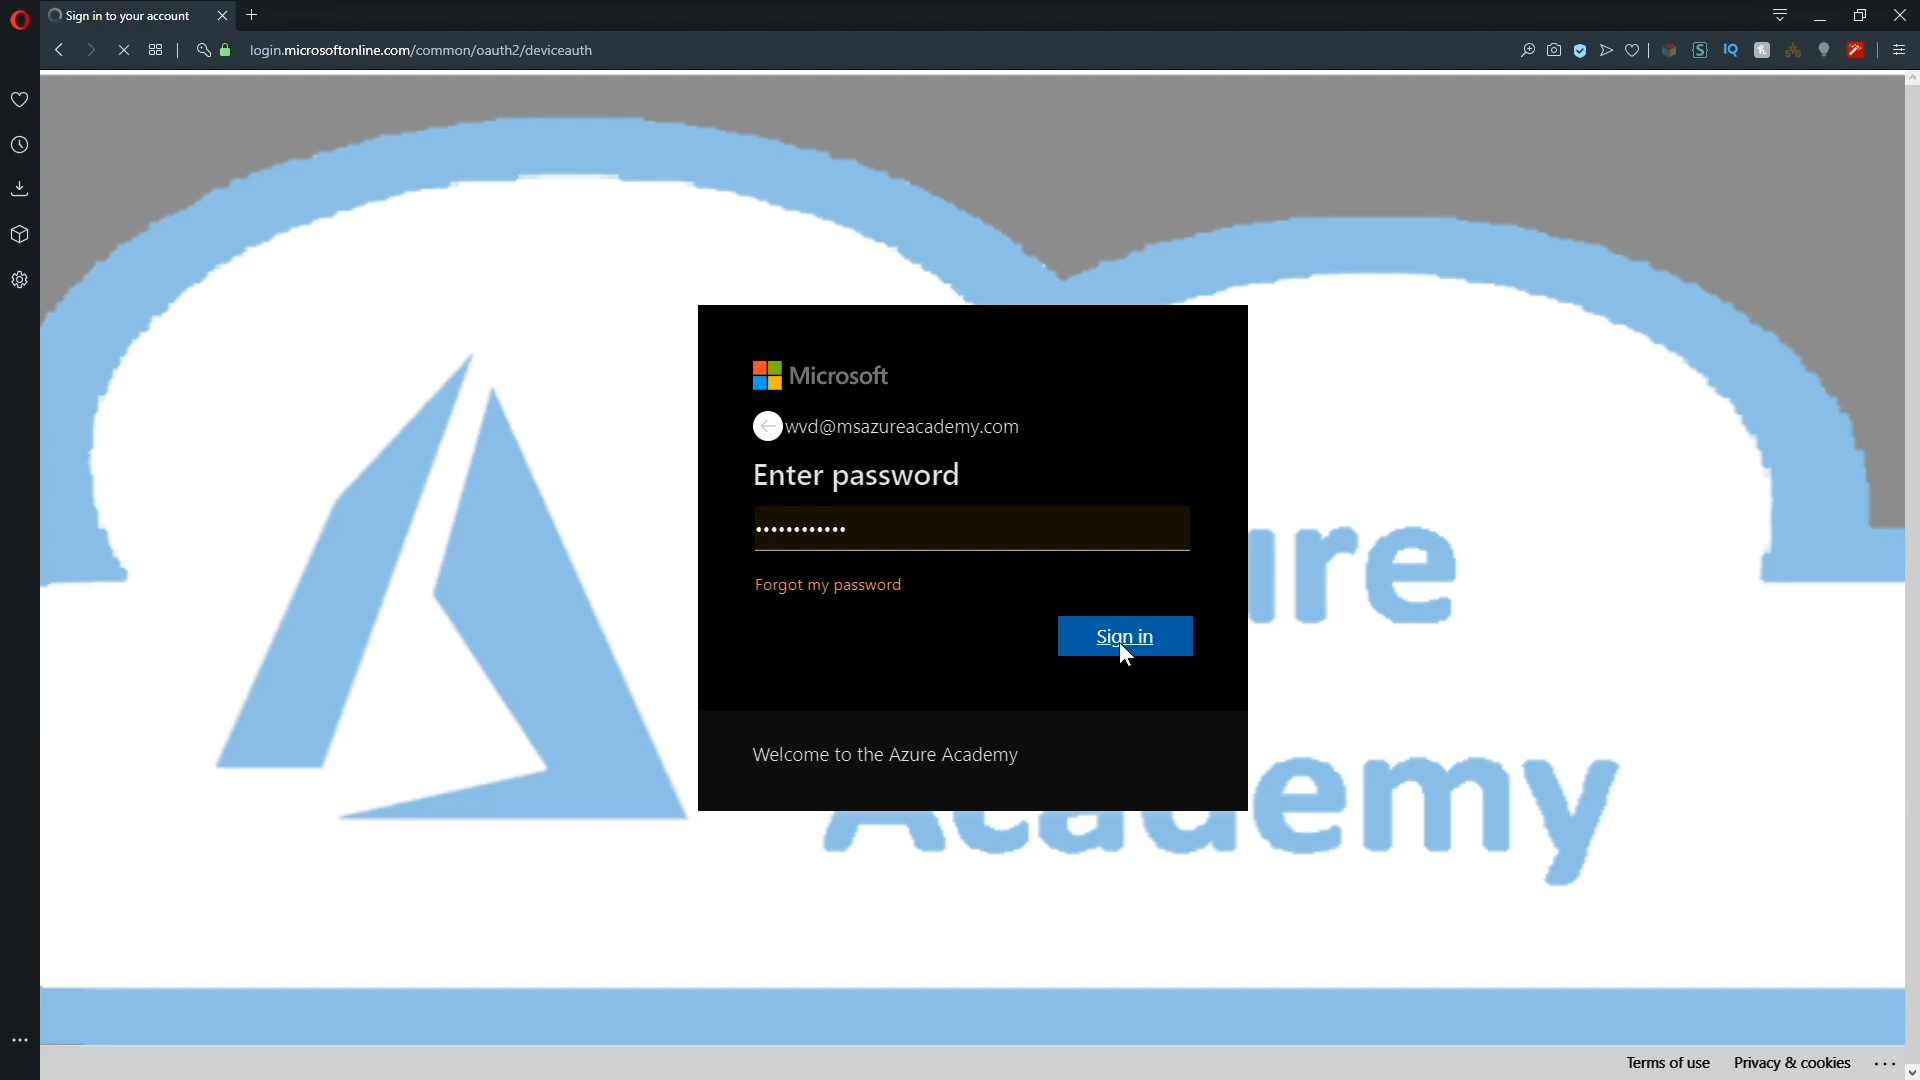 Sign in to your account
login.microsoftonline.com/common/oauth2/deviceauth
Microsoft
wvd@msazureacademy.com
Enter password
Forgot my password
Sign in
Welcome to the Azure Academy
ure
Academy
Terms of use Privacy & cookies